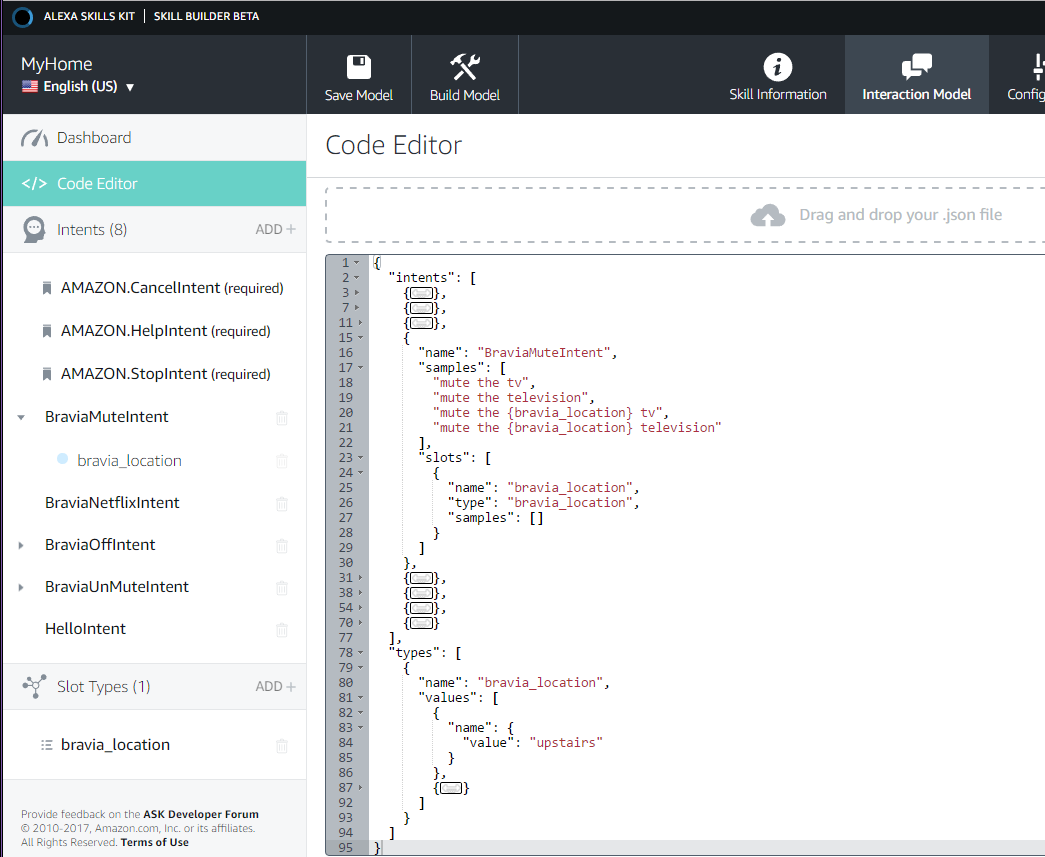 ALEXA SKILLS KIT | SKILL BUILDER BETA
MyHome
English (US) ▼
Save Model
Build Model
Skill Information
Interaction Model
Config
Dashboard
</> Code Editor
Intents (8)
ADD +
AMAZON.CancelIntent (required)
AMAZON.HelpIntent (required)
AMAZON.StopIntent (required)
BraviaMuteIntent
bravia_location
BraviaNetflixIntent
BraviaOffIntent
BraviaUnMuteIntent
HelloIntent
Slot Types (1)
ADD +
bravia_location
Provide feedback on the ASK Developer Forum
© 2010-2017, Amazon.com, Inc. or its affiliates.
All Rights Reserved. Terms of Use
Code Editor
Drag and drop your .json file
1 {
2 "intents": [
3 {},
7 {},
11 {},
15 {
16 "name": "BraviaMuteIntent",
17 "samples": [
18 "mute the tv",
19 "mute the television",
20 "mute the {bravia_location} tv",
21 "mute the {bravia_location} television"
22 ],
23 "slots": [
24 {
25 "name": "bravia_location",
26 "type": "bravia_location",
27 "samples": []
28 }
29 ]
30 },
31 {},
38 {},
54 {},
70 {}
77 ],
78 "types": [
79 {
80 "name": "bravia_location",
81 "values": [
82 {
83 "name": {
84 "value": "upstairs"
85 }
86 },
87 {}
92 ]
93 }
94 ]
95 }